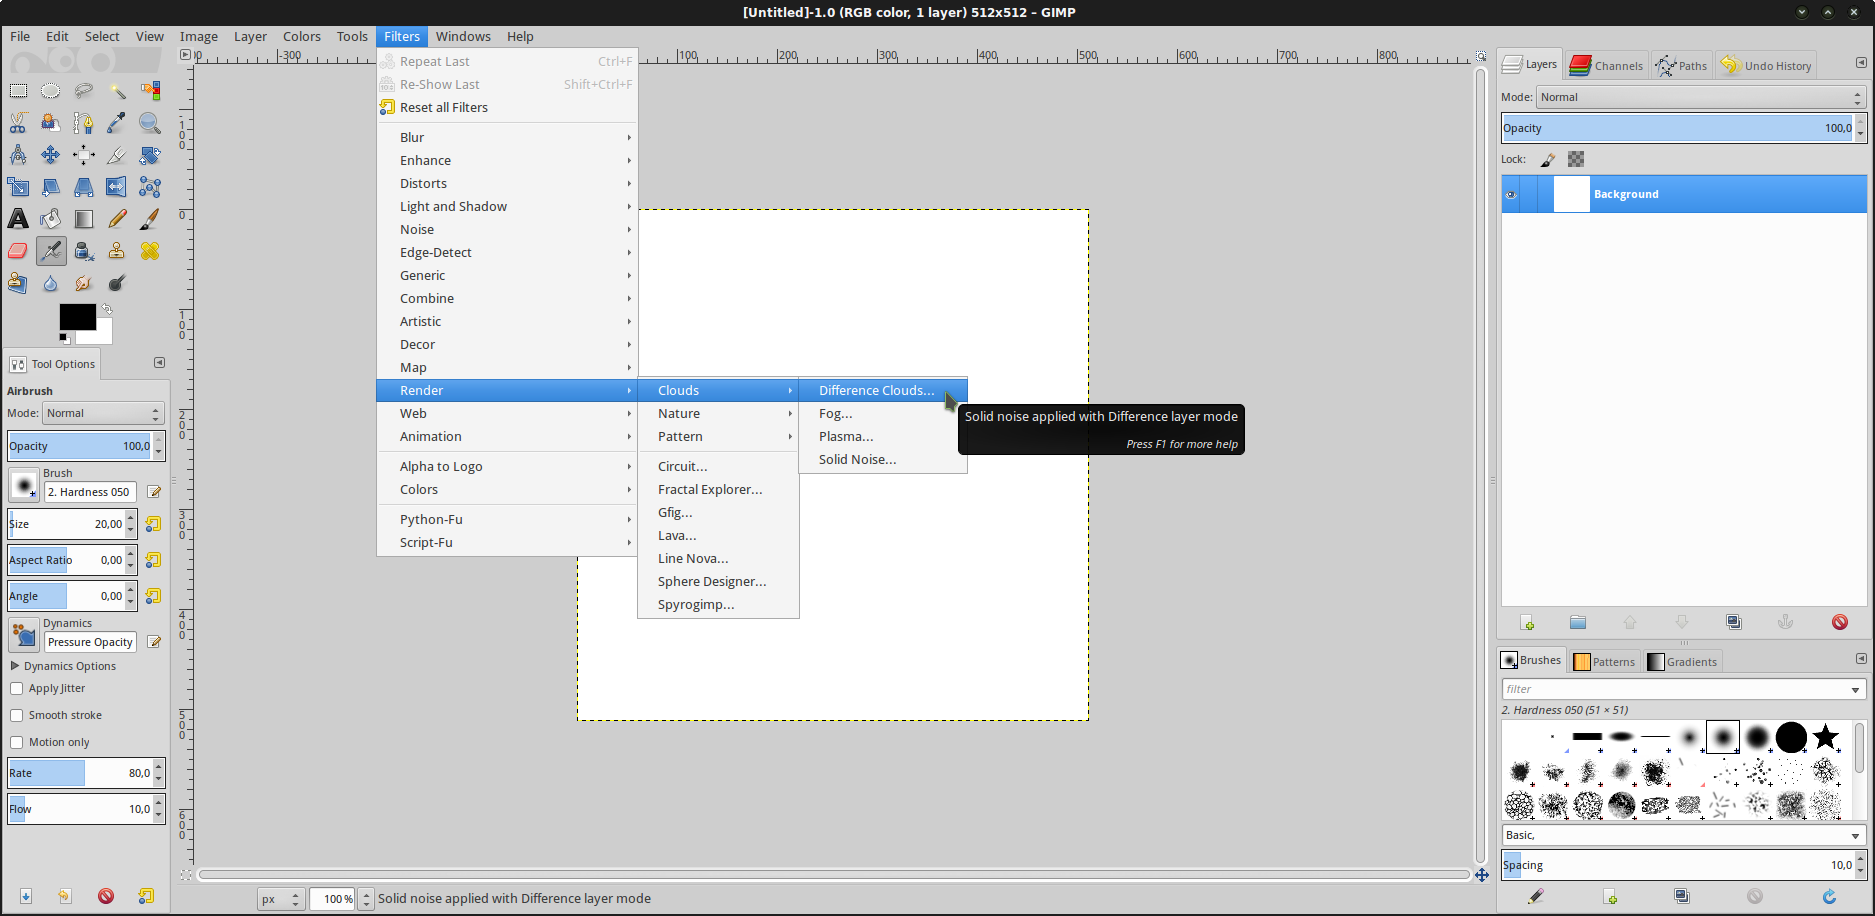 [Untitled]-1.0 (RGB color, 1 layer) 512x512 – GIMP
File Edit Select View Image Layer Colors Tools Filters Windows Help
-300 100 200 300 400 500 600 700 800
Repeat Last Ctrl+F
Re-Show Last Shift+Ctrl+F
Reset all Filters
Blur
Enhance
Distorts
Light and Shadow
Noise
Edge-Detect
Generic
Combine
Artistic
Decor
Map
Render
Web
Animation
Alpha to Logo
Colors
Python-Fu
Script-Fu
Clouds
Nature
Pattern
Circuit...
Fractal Explorer...
Gfig...
Lava...
Line Nova...
Sphere Designer...
Spyrogimp...
Difference Clouds...
Fog...
Plasma...
Solid Noise...
Solid noise applied with Difference layer mode
Press F1 for more help
-100
0
100
200
300
400
500
600
Tool Options
Airbrush
Mode: Normal
Opacity 100,0
Brush
2. Hardness 050
Size 20,00
Aspect Ratio 0,00
Angle 0,00
Dynamics
Pressure Opacity
Dynamics Options
Apply Jitter
Smooth stroke
Motion only
Rate 80,0
Flow 10,0
px 100 % Solid noise applied with Difference layer mode
Layers Channels Paths Undo History
Mode: Normal
Opacity 100,0
Lock:
Background
Brushes Patterns Gradients
filter
2. Hardness 050 (51 × 51)
Basic,
Spacing 10,0